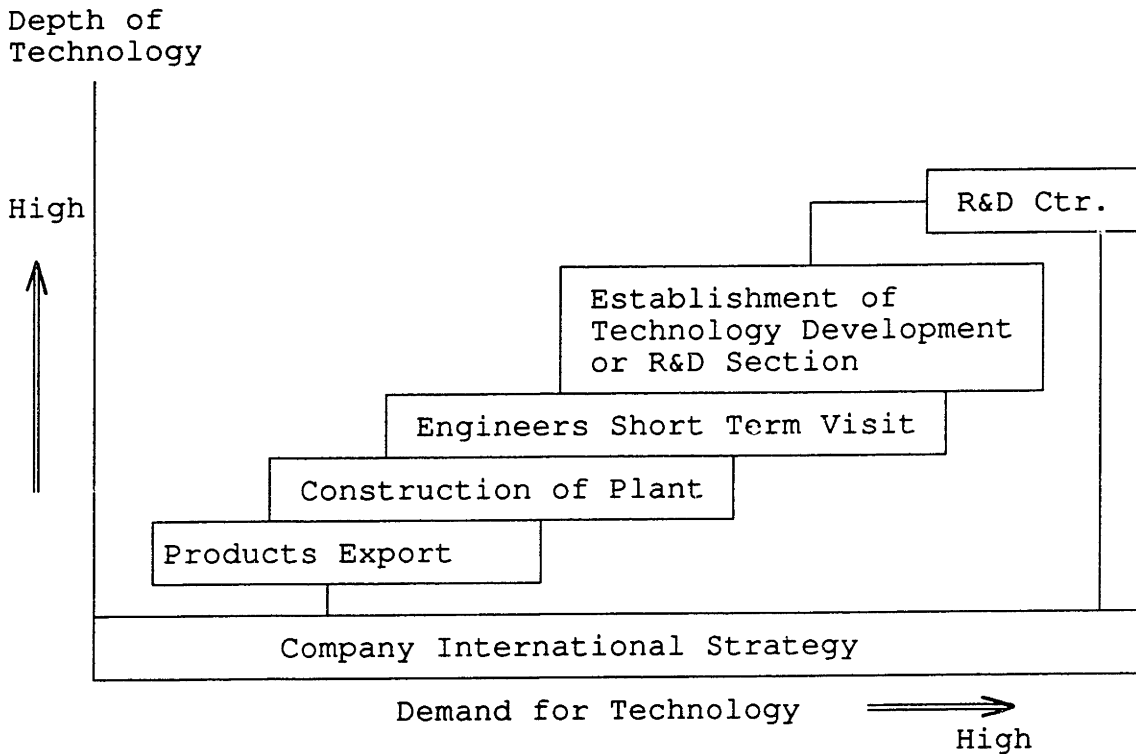 Depth of
Technology
High
R&D Ctr.
Establishment of
Technology Development
or R&D Section
Engineers Short Term Visit
Construction of Plant
Products Export
Company International Strategy
Demand for Technology
High